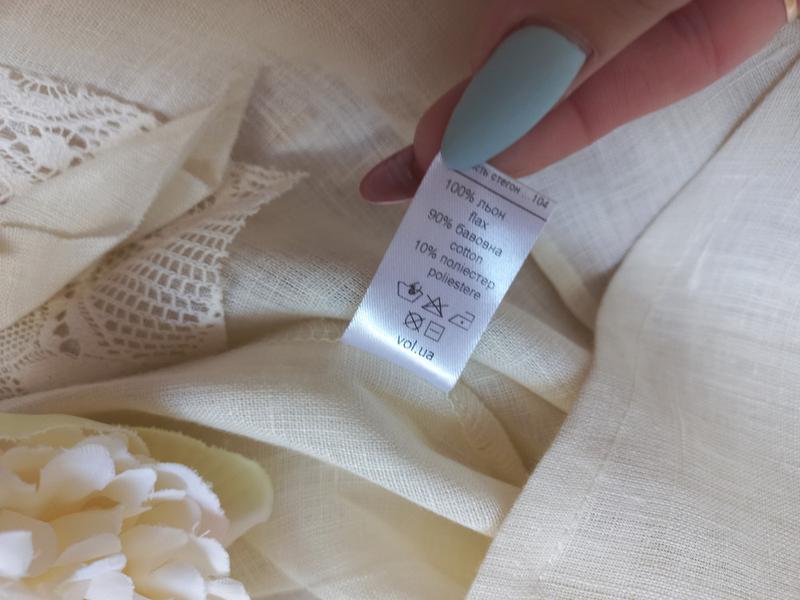 стегон ... 104
100% льон
flax
90% бавовна
cotton
10% поліестер
poliestere
vol.ua